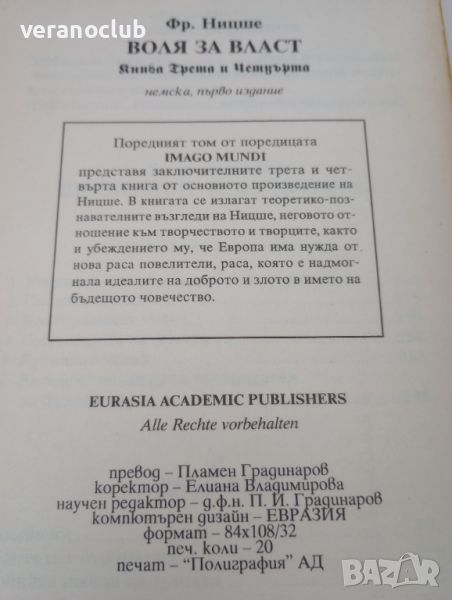 veranoclub
Фр. Ницше
ВОЛЯ ЗА ВЛАСТ
Книга Трета и Четвърта
немска, първо издание
Поредният том от поредицата
IMAGO MUNDI
представя заключителните трета и чет-
върта книга от основното произведение на
Ницше. В книгата се излагат теоретико-поз-
навателните възгледи на Ницше, неговото от-
ношение към творчеството и творците, както
и убеждението му, че Европа има нужда от
нова раса повелители, раса, която е надмог-
нала идеалите на доброто и злото в името на
бъдещото човечество.
EURASIA ACADEMIC PUBLISHERS
Alle Rechte vorbehalten
превод – Пламен Градинаров
коректор – Елиана Владимирова
научен редактор – д.ф.н. П. И. Градинаров
компютърен дизайн – ЕВРАЗИЯ
формат – 84x108/32
печ. коли – 20
печат – "Полиграфия" АД
BAZAR